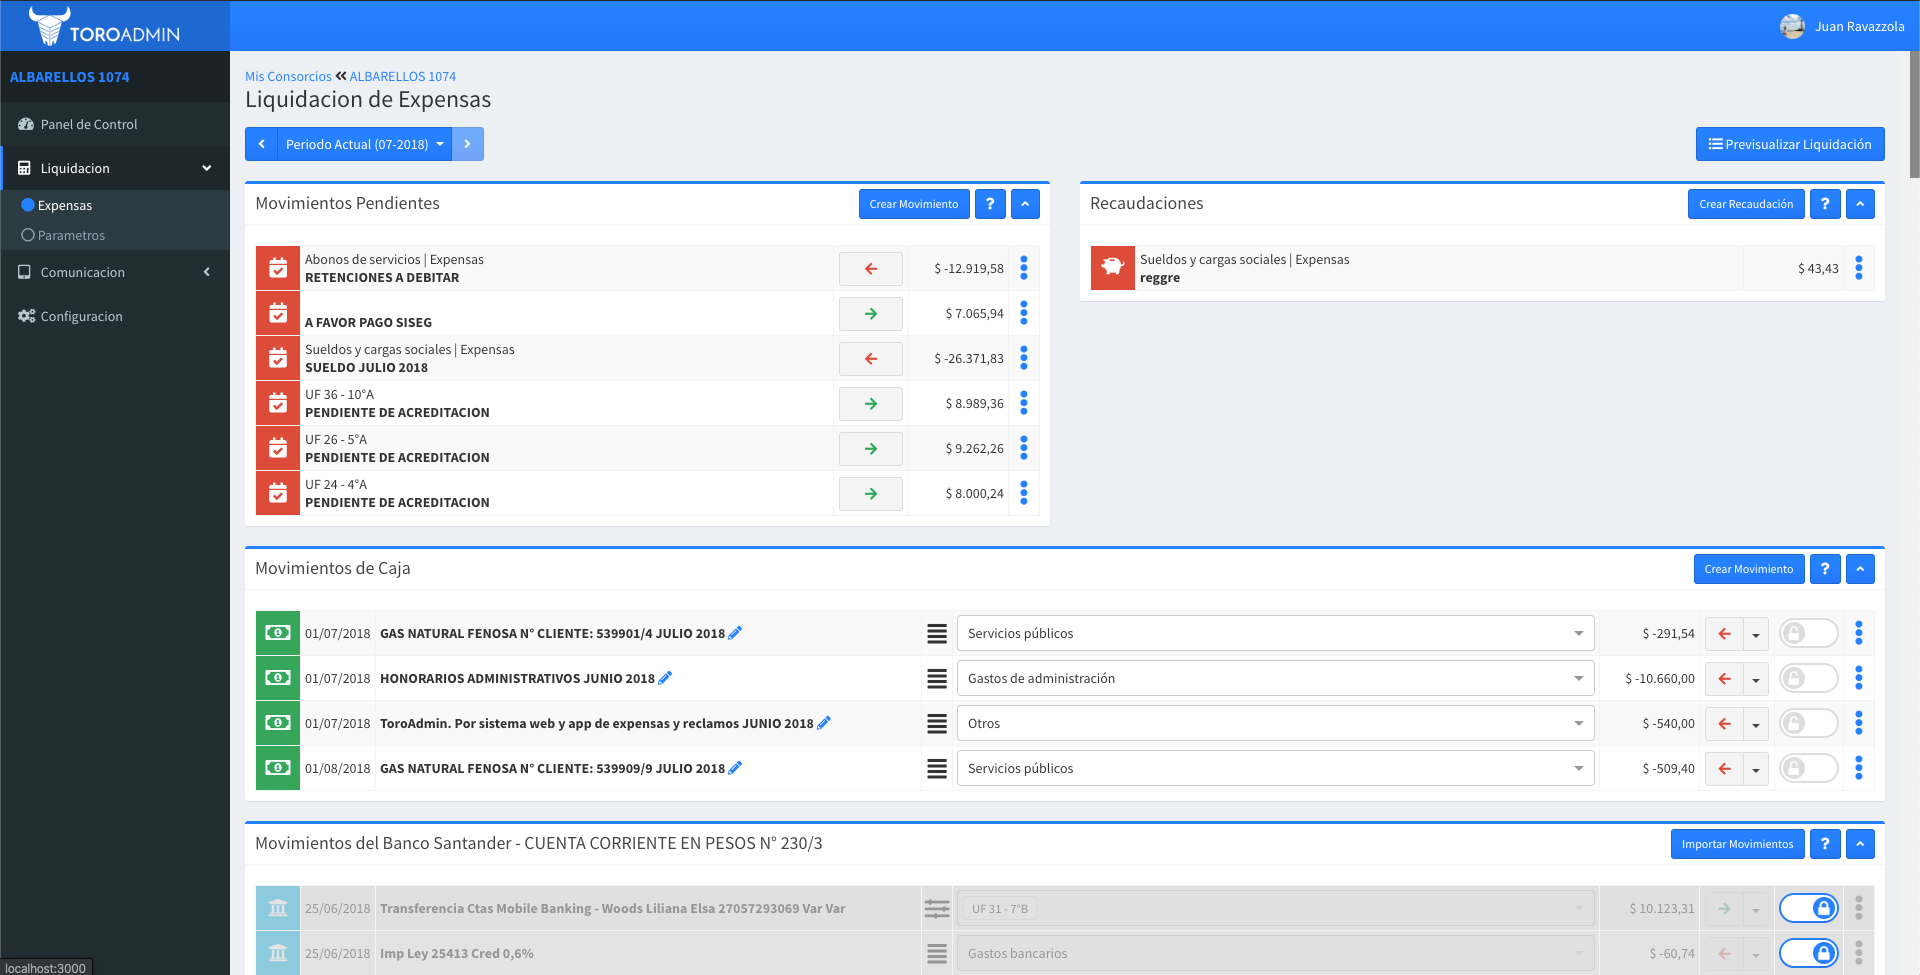 TOROADMIN
Juan Ravazzola
ALBARELLOS 1074
Panel de Control
Liquidacion
Expensas
Parametros
Comunicacion
Configuracion
Mis Consorcios « ALBARELLOS 1074
Liquidacion de Expensas
Periodo Actual (07-2018)
Previsualizar Liquidación
Movimientos Pendientes
Crear Movimiento ?
Abonos de servicios | Expensas
RETENCIONES A DEBITAR
$ -12.919,58
A FAVOR PAGO SISEG
$ 7.065,94
Sueldos y cargas sociales | Expensas
SUELDO JULIO 2018
$ -26.371,83
UF 36 - 10°A
PENDIENTE DE ACREDITACION
$ 8.989,36
UF 26 - 5°A
PENDIENTE DE ACREDITACION
$ 9.262,26
UF 24 - 4°A
PENDIENTE DE ACREDITACION
$ 8.000,24
Recaudaciones
Crear Recaudación ?
Sueldos y cargas sociales | Expensas
reggre
$ 43,43
Movimientos de Caja
Crear Movimiento ?
01/07/2018 GAS NATURAL FENOSA N° CLIENTE: 539901/4 JULIO 2018 Servicios públicos $ -291,54
01/07/2018 HONORARIOS ADMINISTRATIVOS JUNIO 2018 Gastos de administración $ -10.660,00
01/07/2018 ToroAdmin. Por sistema web y app de expensas y reclamos JUNIO 2018 Otros $ -540,00
01/08/2018 GAS NATURAL FENOSA N° CLIENTE: 539909/9 JULIO 2018 Servicios públicos $ -509,40
Movimientos del Banco Santander - CUENTA CORRIENTE EN PESOS N° 230/3
Importar Movimientos ?
25/06/2018 Transferencia Ctas Mobile Banking - Woods Liliana Elsa 27057293069 Var Var UF 31 - 7°B $ 10.123,31
25/06/2018 Imp Ley 25413 Cred 0,6% Gastos bancarios $ -60,74
localhost:3000